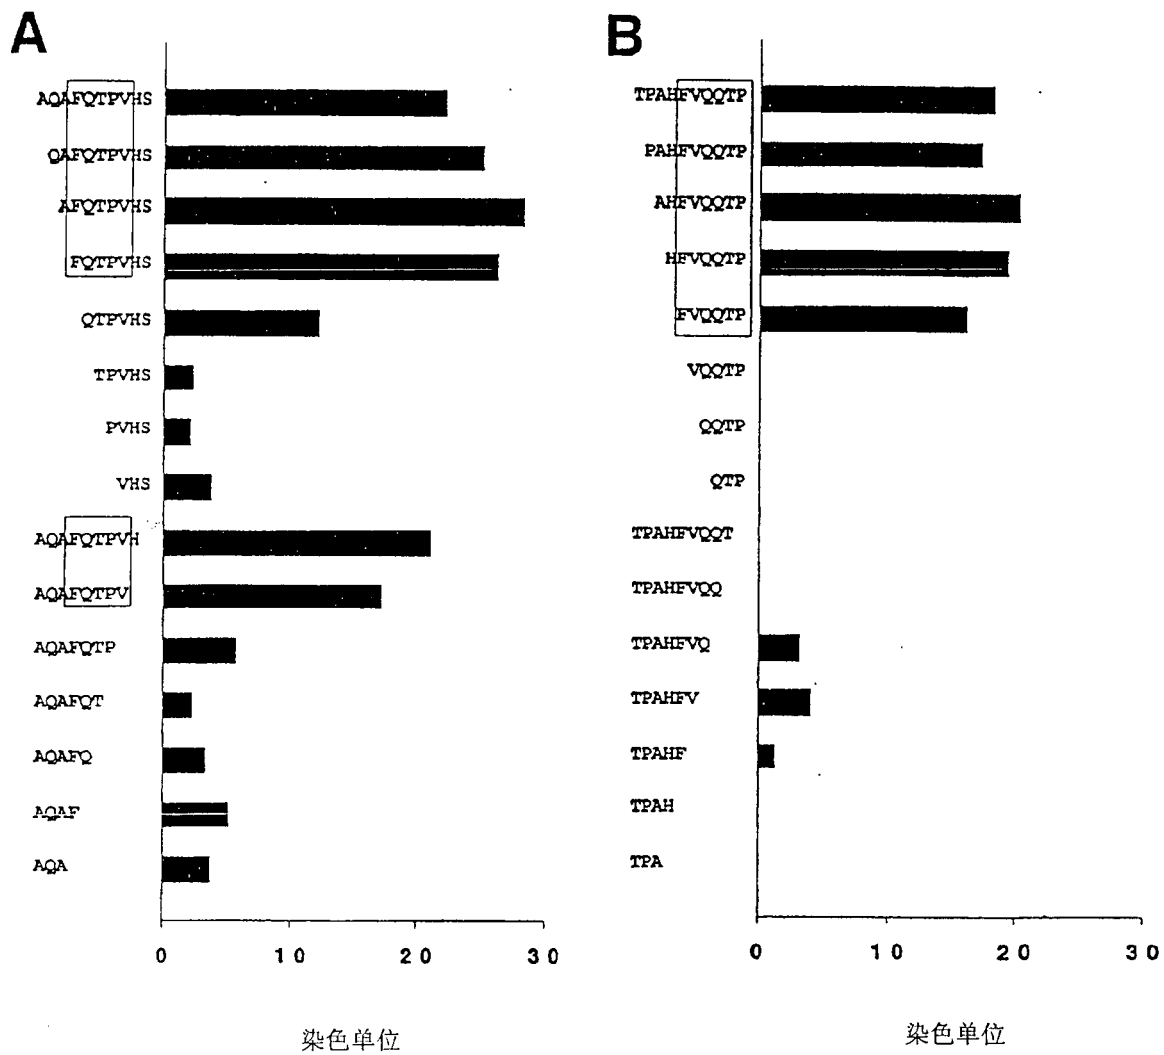 A
AQAFQTPVHS
QAFQTPVHS
AFQTPVHS
FQTPVHS
QTPVHS
TPVHS
PVHS
VHS
AQAFQTPVH
AQAFQTPV
AQAFQTP
AQAFQT
AQAFQ
AQAF
AQA
0 10 20 30
染色单位
B
TPAHFVQQTP
PAHFVQQTP
AHFVQQTP
HFVQQTP
FVQQTP
VQQTP
QQTP
QTP
TPAHFVQQT
TPAHFVQQ
TPAHFVQ
TPAHFV
TPAHF
TPAH
TPA
0 10 20 30
染色单位